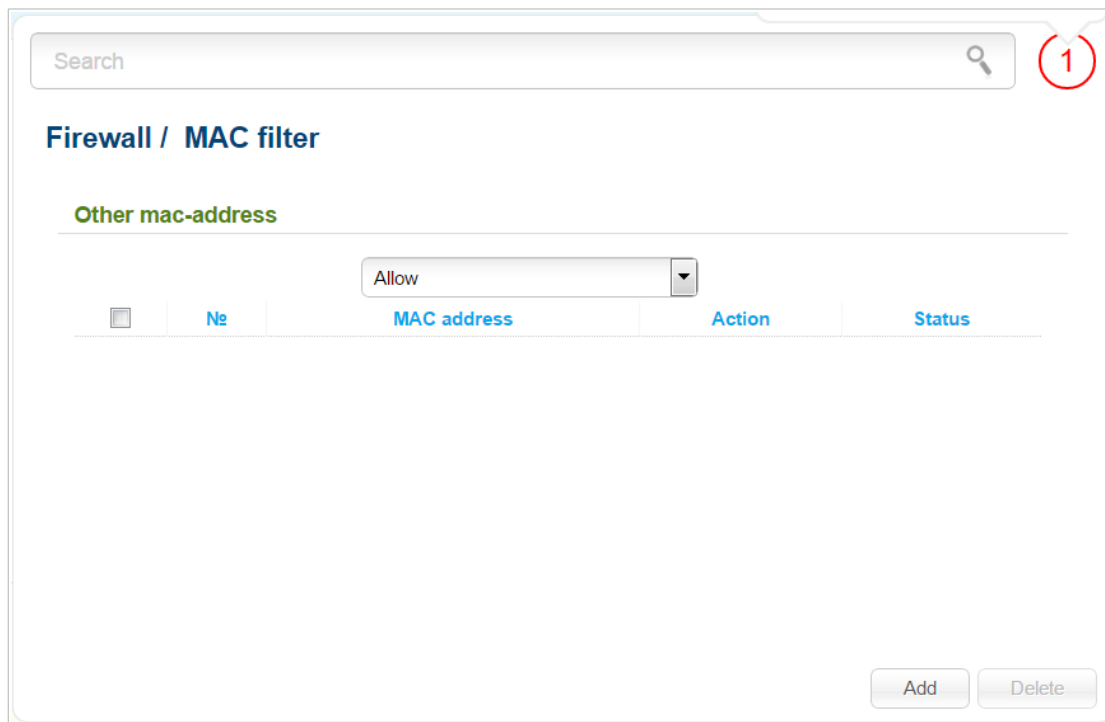 Search
1
Firewall / MAC filter
Other mac-address
Allow
№ MAC address Action Status
Add Delete